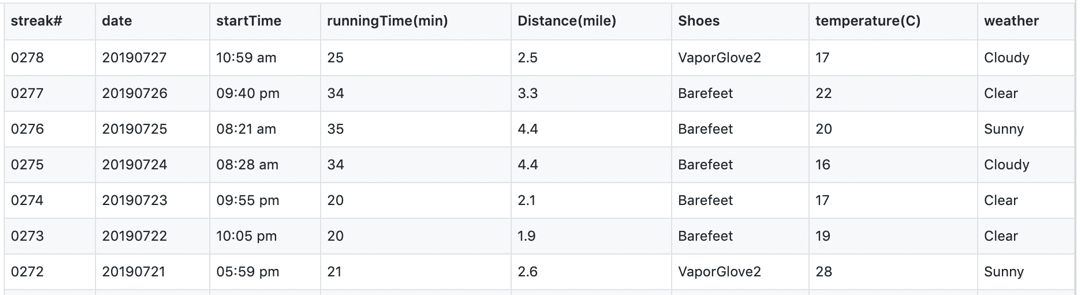 streak# date startTime runningTime(min) Distance(mile) Shoes temperature(C) weather
0278 20190727 10:59 am 25 2.5 VaporGlove2 17 Cloudy
0277 20190726 09:40 pm 34 3.3 Barefeet 22 Clear
0276 20190725 08:21 am 35 4.4 Barefeet 20 Sunny
0275 20190724 08:28 am 34 4.4 Barefeet 16 Cloudy
0274 20190723 09:55 pm 20 2.1 Barefeet 17 Clear
0273 20190722 10:05 pm 20 1.9 Barefeet 19 Clear
0272 20190721 05:59 pm 21 2.6 VaporGlove2 28 Sunny